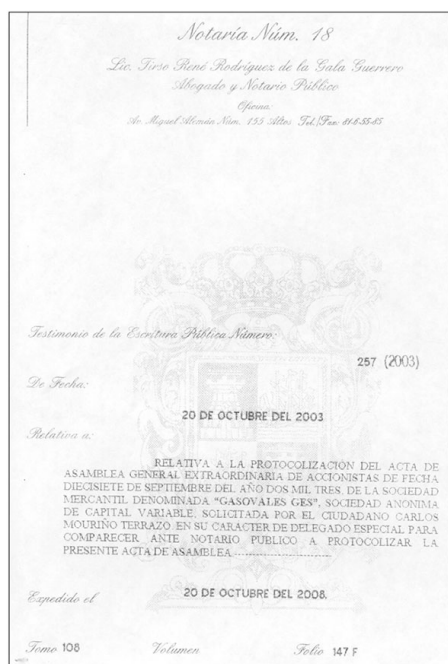 Notaría Núm. 18
Lic. Tirso René Rodríguez de la Gala Guerrero
Abogado y Notario Público
Oficina:
Av. Miguel Alemán Núm. 155 Altos Tel./Fax: 81-6-55-65
Testimonio de la Escritura Pública Número:
257 (2003)
De Fecha:
20 DE OCTUBRE DEL 2003
Relativa a:
RELATIVA A LA PROTOCOLIZACIÓN DEL ACTA DE
ASAMBLEA GENERAL EXTRAORDINARIA DE ACCIONISTAS DE FECHA
DIECISIETE DE SEPTIEMBRE DEL AÑO DOS MIL TRES, DE LA SOCIEDAD
MERCANTIL DENOMINADA "GASOVALES GES", SOCIEDAD ANONIMA
DE CAPITAL VARIABLE, SOLICITADA POR EL CIUDADANO CARLOS
MOURIÑO TERRAZO, EN SU CARACTER DE DELEGADO ESPECIAL PARA
COMPARECER ANTE NOTARIO PUBLICO A PROTOCOLIZAR LA
PRESENTE ACTA DE ASAMBLEA.---------------------
Expedido el
20 DE OCTUBRE DEL 2008.
Tomo 108 Volumen Folio 147 F